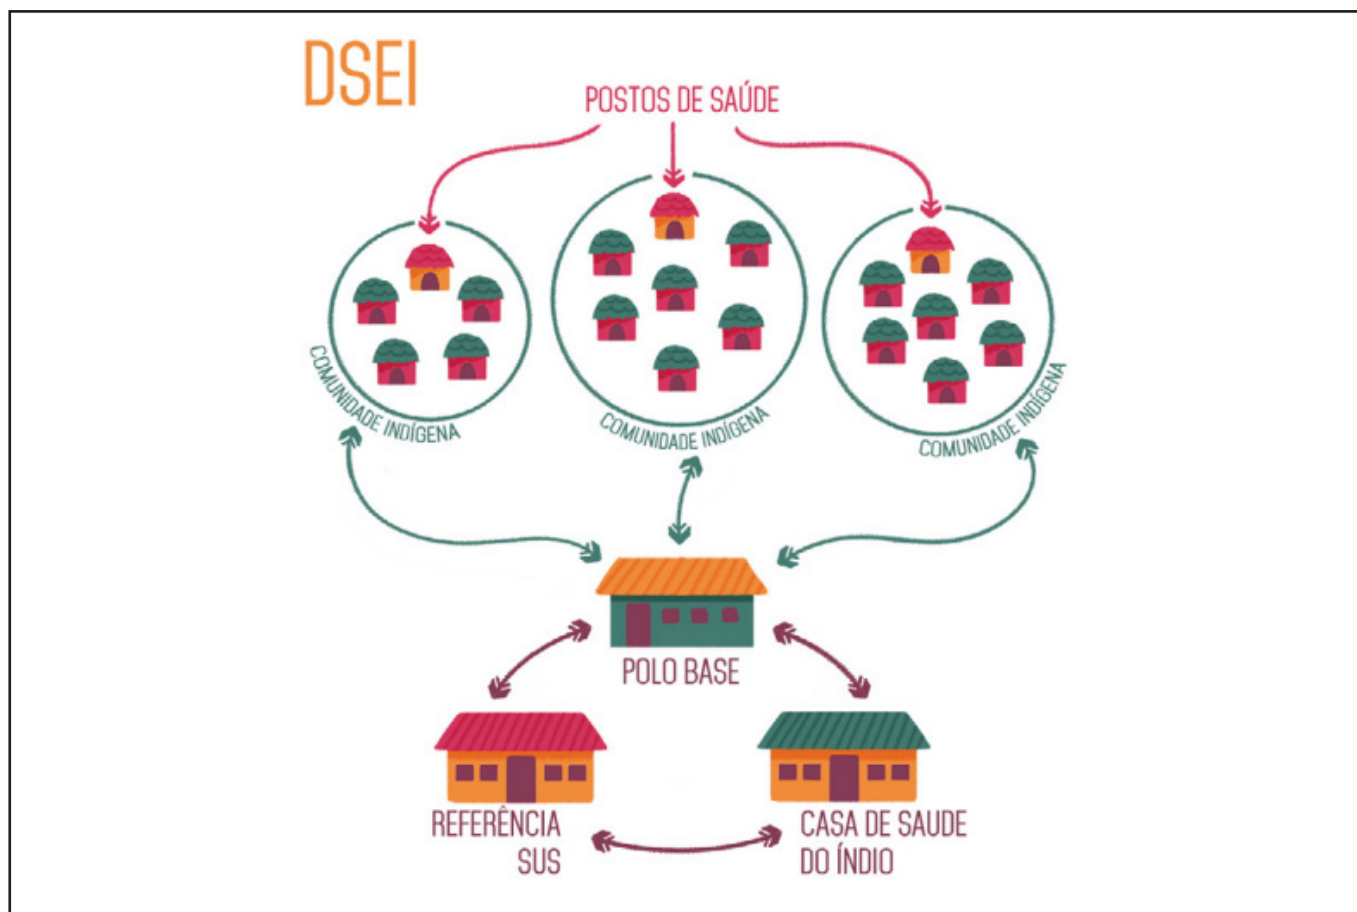 DSEI
POSTOS DE SAÚDE
COMUNIDADE INDÍGENA
COMUNIDADE INDÍGENA
COMUNIDADE INDÍGENA
POLO BASE
REFERÊNCIA
SUS
CASA DE SAUDE
DO ÍNDIO